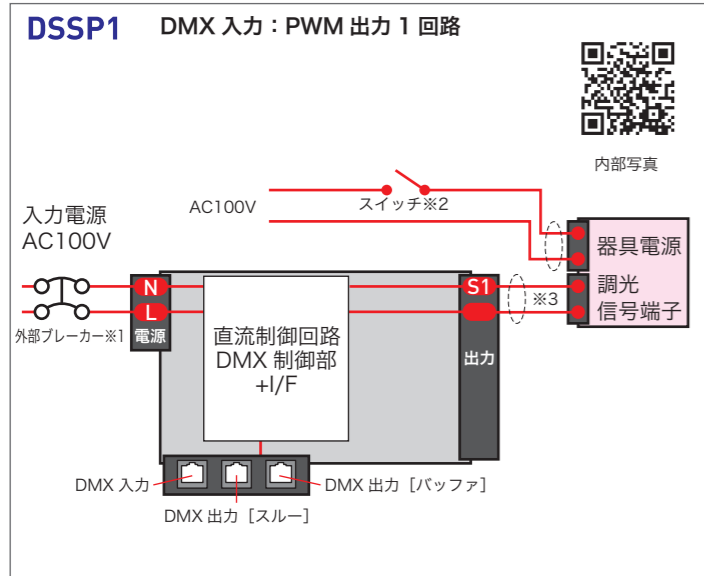 DSSP1
DMX 入力：PWM 出力 1 回路
内部写真
AC100V
スイッチ※2
入力電源
AC100V
器具電源
N
S1
※3
調光
L
信号端子
外部ブレーカー※1
電源
直流制御回路
DMX 制御部
+I/F
出力
DMX 入力
DMX 出力［バッファ］
DMX 出力［スルー］